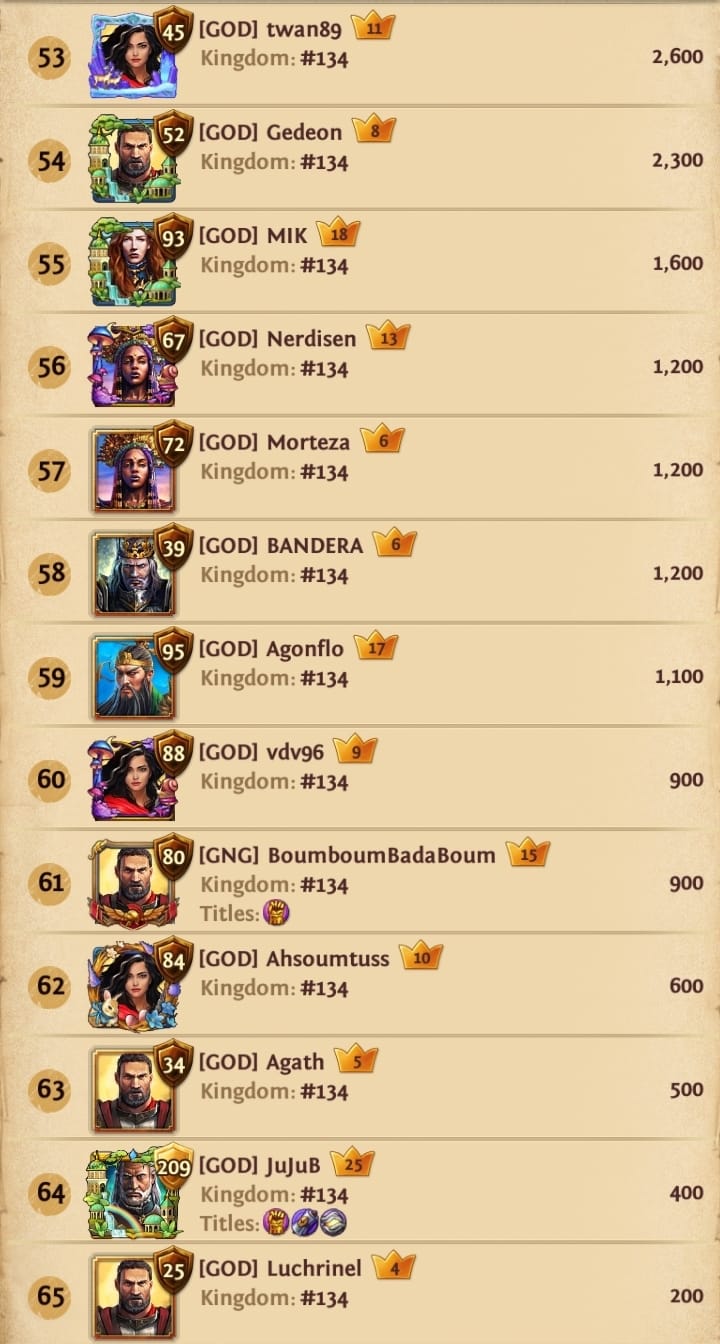 53 45 [GOD] twan89 11
Kingdom: #134 2,600
54 52 [GOD] Gedeon 8
Kingdom: #134 2,300
55 93 [GOD] MIK 18
Kingdom: #134 1,600
56 67 [GOD] Nerdisen 13
Kingdom: #134 1,200
57 72 [GOD] Morteza 6
Kingdom: #134 1,200
58 39 [GOD] BANDERA 6
Kingdom: #134 1,200
59 95 [GOD] Agonflo 17
Kingdom: #134 1,100
60 88 [GOD] vdv96 9
Kingdom: #134 900
61 80 [GNG] BoumboumBadaBoum 15
Kingdom: #134 900
Titles:
62 84 [GOD] Ahsoumtuss 10
Kingdom: #134 600
63 34 [GOD] Agath 5
Kingdom: #134 500
64 209 [GOD] JuJuB 25
Kingdom: #134 400
Titles:
65 25 [GOD] Luchrinel 4
Kingdom: #134 200